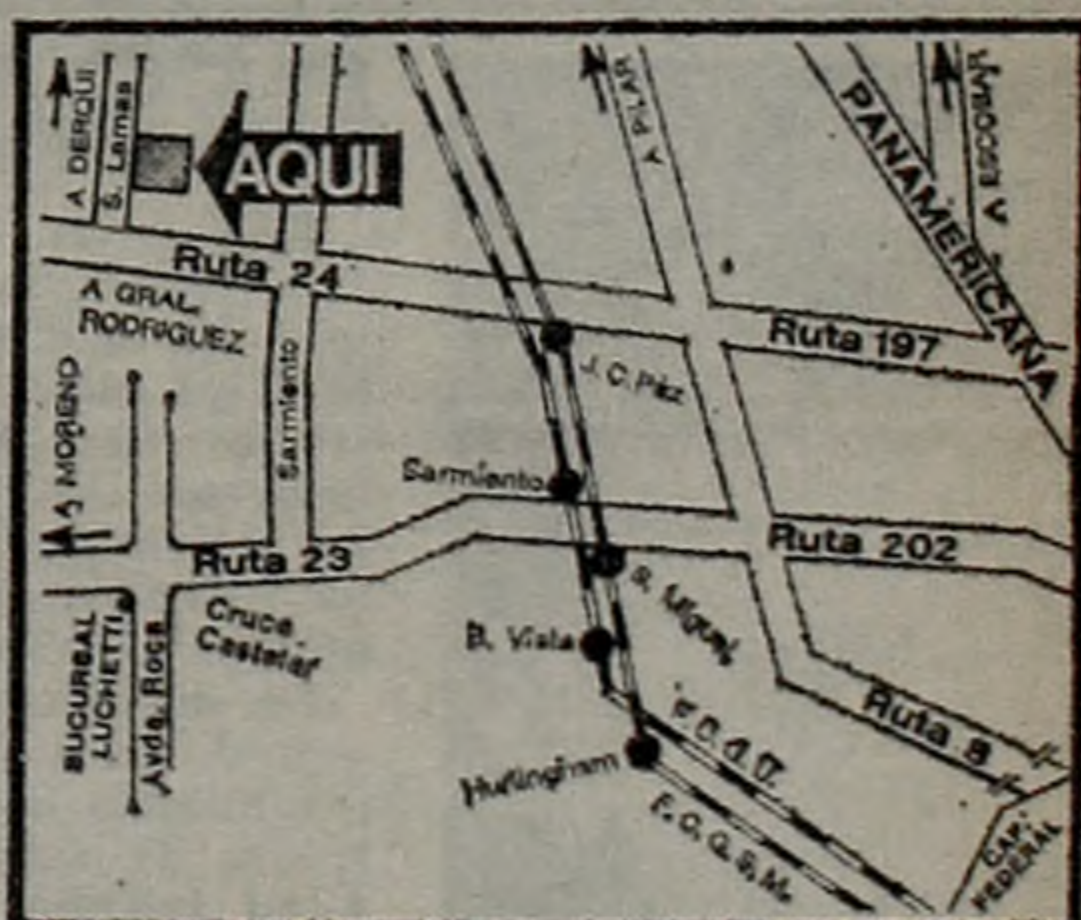 A DERQUI
S. Lamas
AQUI
A PILAR
PANAMERICANA
A ESCOBAR
Ruta 24
A GRAL.
RODRIGUEZ
Ruta 197
J. C. Páz
A MORENO
Sarmiento
Sarmiento
Ruta 23
Ruta 202
Cruce
Castelar
S. Miguel
B. Vista
SUCURSAL
LUCHETTI
Avda. Roca
Ruta 8
Hurlingham
F. C. G. S. M.
CAP.
FEDERAL